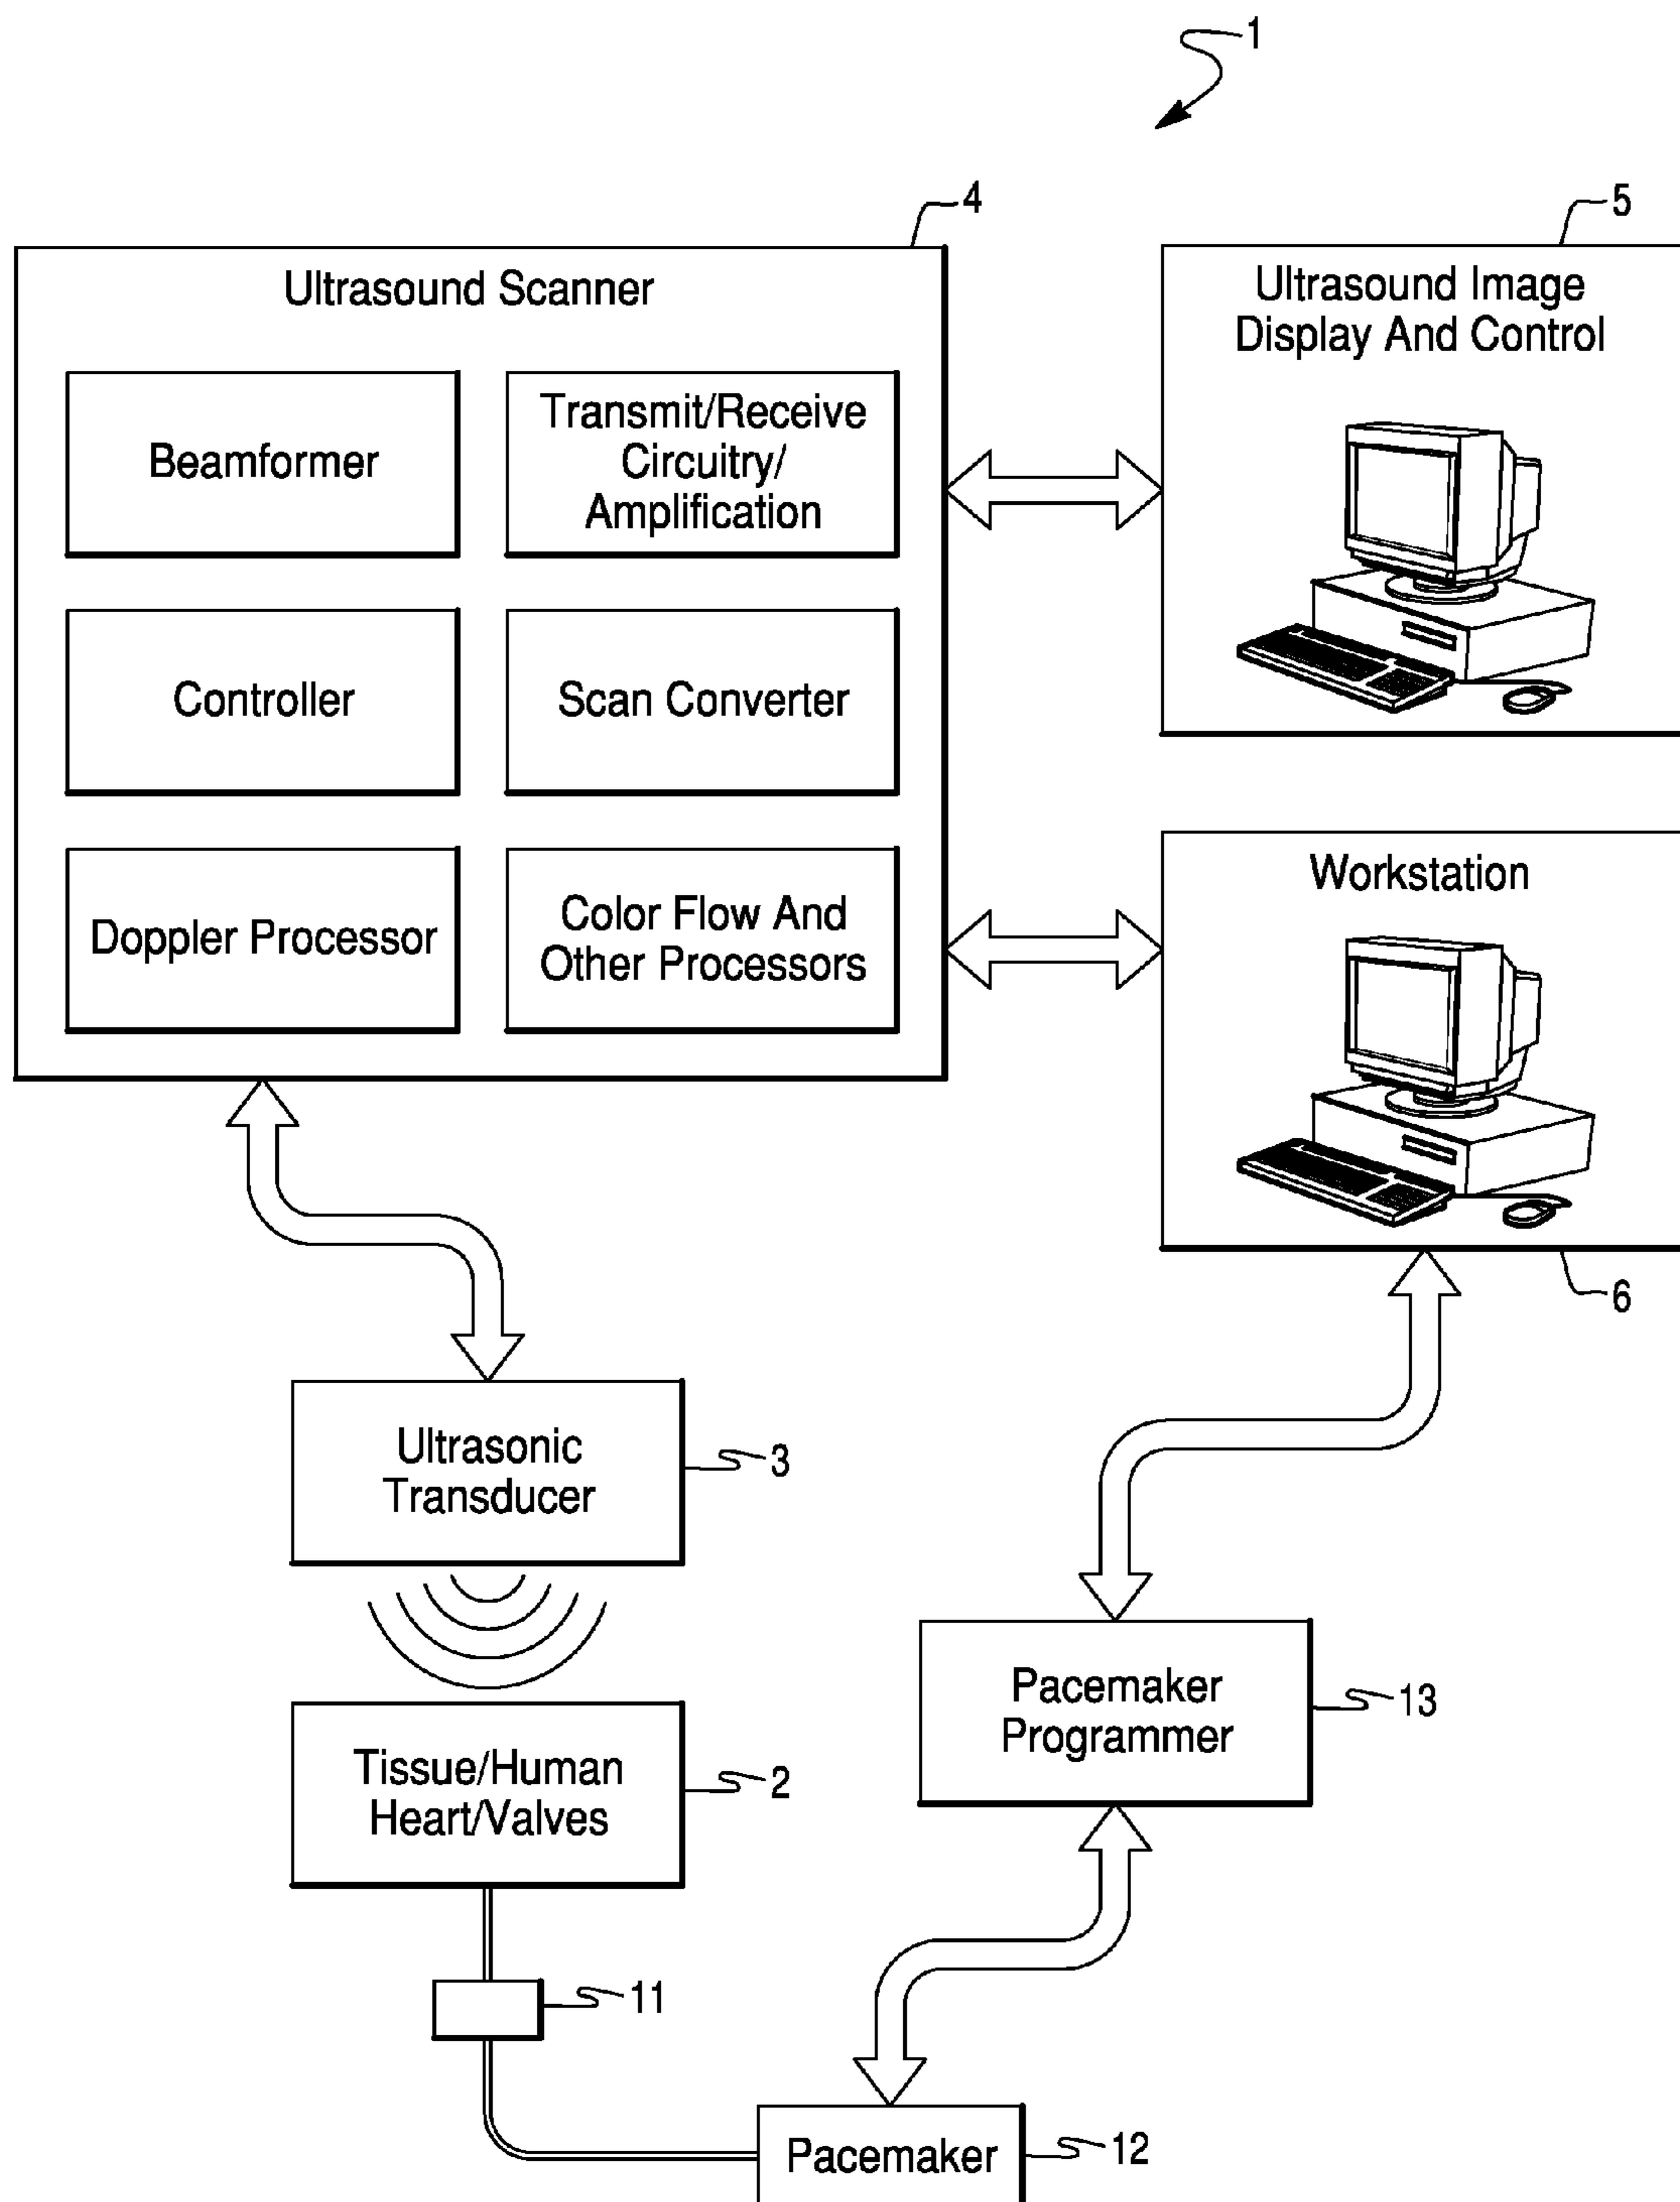 1
4
5
Ultrasound Scanner
Ultrasound Image
Display And Control
Beamformer
Transmit/Receive
Circuitry/
Amplification
Controller
Scan Converter
Workstation
Doppler Processor
Color Flow And
Other Processors
6
Ultrasonic
Transducer
3
Pacemaker
Programmer
13
Tissue/Human
Heart/Valves
2
11
Pacemaker
12